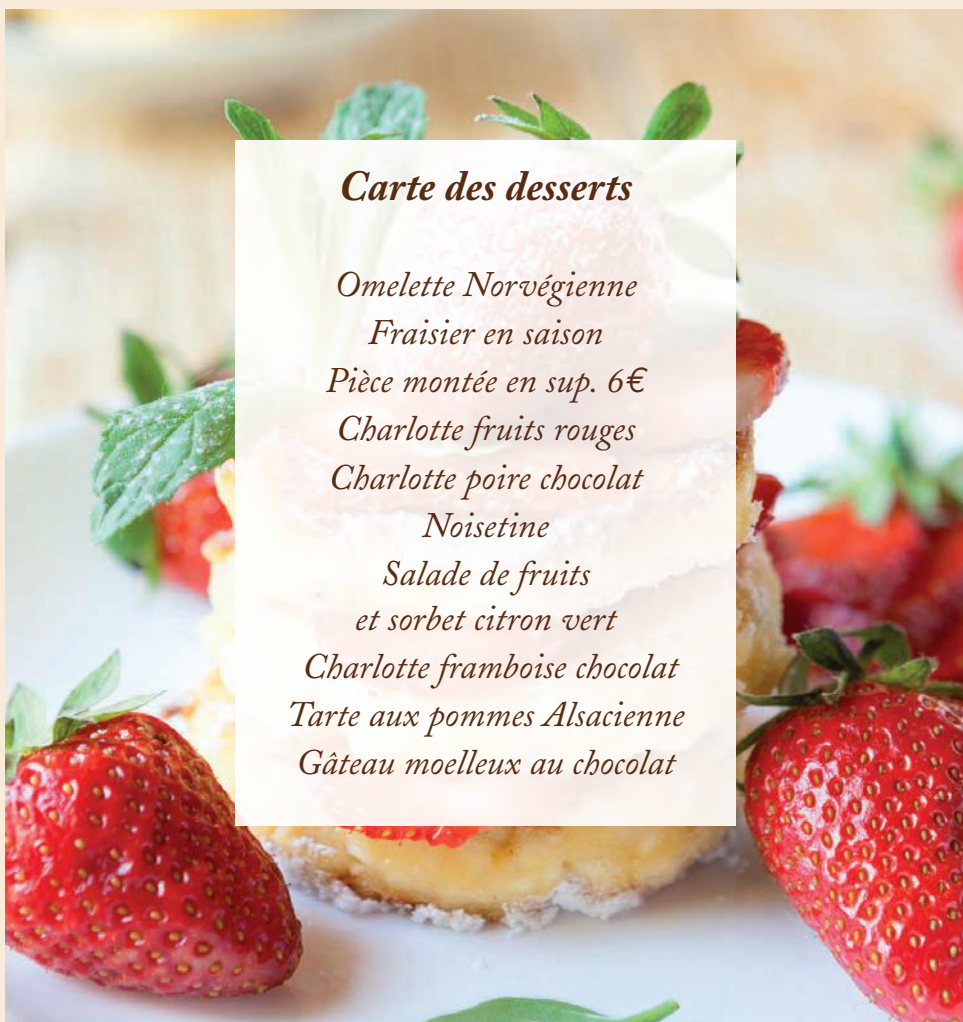 Carte des desserts
Omelette Norvégienne
Fraisier en saison
Pièce montée en sup. 6€
Charlotte fruits rouges
Charlotte poire chocolat
Noisetine
Salade de fruits
et sorbet citron vert
Charlotte framboise chocolat
Tarte aux pommes Alsacienne
Gâteau moelleux au chocolat